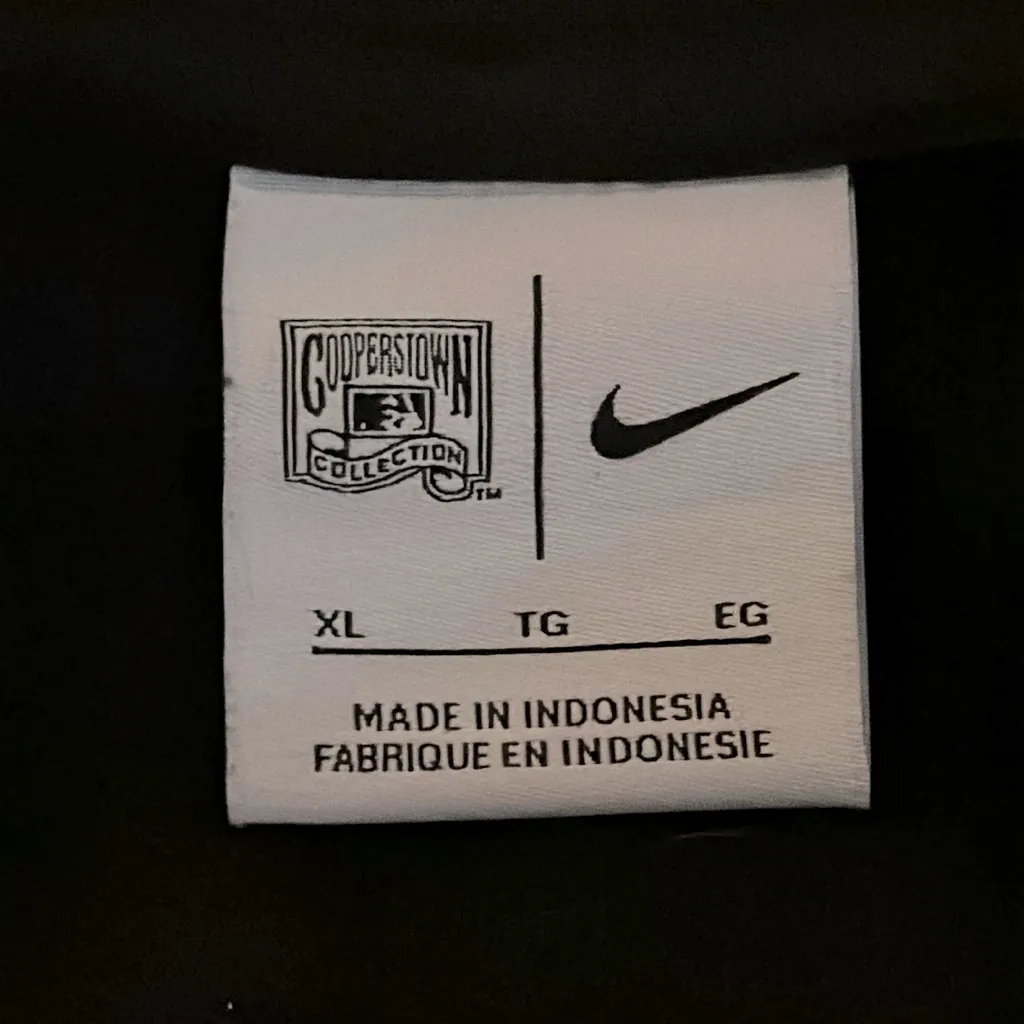 COOPERSTOWN
COLLECTION TM
XL TG EG
MADE IN INDONESIA
FABRIQUE EN INDONESIE